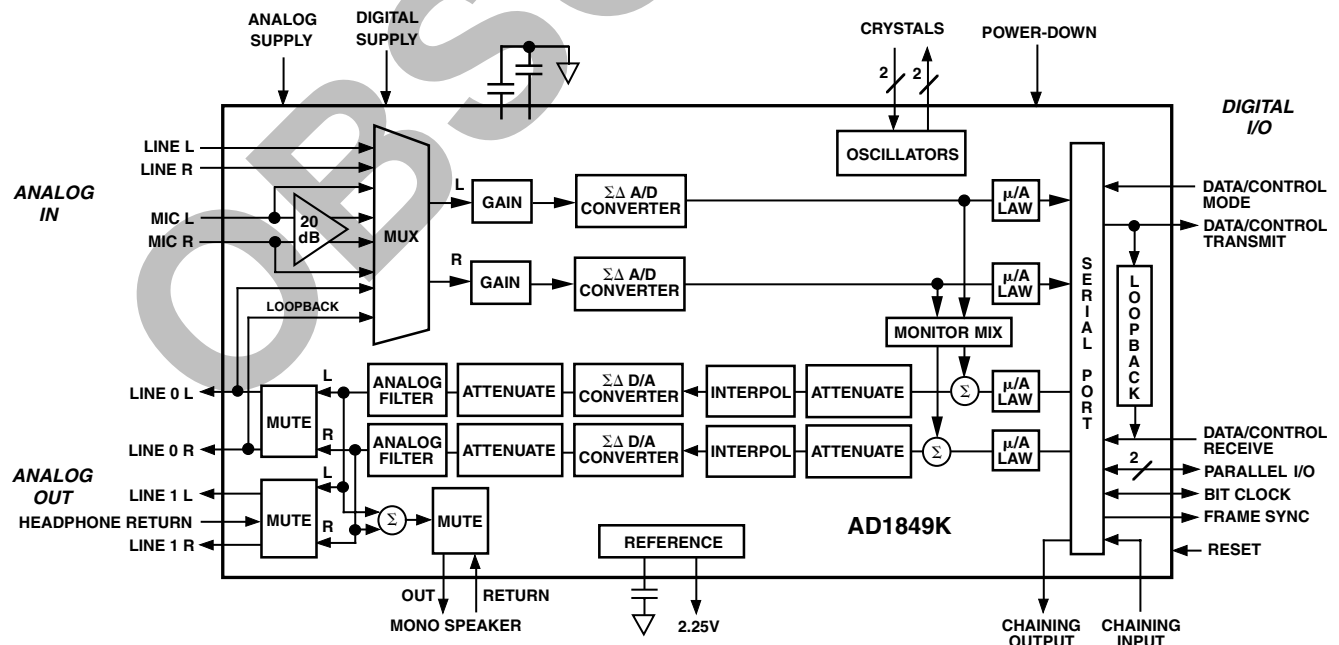 OBSO
ANALOG
SUPPLY
DIGITAL
SUPPLY
CRYSTALS
POWER-DOWN
2
2
DIGITAL
I/O
ANALOG
IN
LINE L
LINE R
MIC L
MIC R
20
dB
MUX
LOOPBACK
L
R
GAIN
GAIN
ΣΔ A/D
CONVERTER
ΣΔ A/D
CONVERTER
OSCILLATORS
μ/A
LAW
μ/A
LAW
MONITOR MIX
SERIAL PORT
LOOPBACK
DATA/CONTROL
MODE
DATA/CONTROL
TRANSMIT
LINE 0 L
LINE 0 R
MUTE
L
R
ANALOG
FILTER
ATTENUATE
ΣΔ D/A
CONVERTER
INTERPOL
ATTENUATE
Σ
μ/A
LAW
ANALOG
FILTER
ATTENUATE
ΣΔ D/A
CONVERTER
INTERPOL
ATTENUATE
Σ
μ/A
LAW
DATA/CONTROL
RECEIVE
2
PARALLEL I/O
BIT CLOCK
FRAME SYNC
RESET
ANALOG
OUT
LINE 1 L
HEADPHONE RETURN
LINE 1 R
MUTE
L
R
Σ
MUTE
REFERENCE
AD1849K
OUT
RETURN
MONO SPEAKER
2.25V
CHAINING
OUTPUT
CHAINING
INPUT